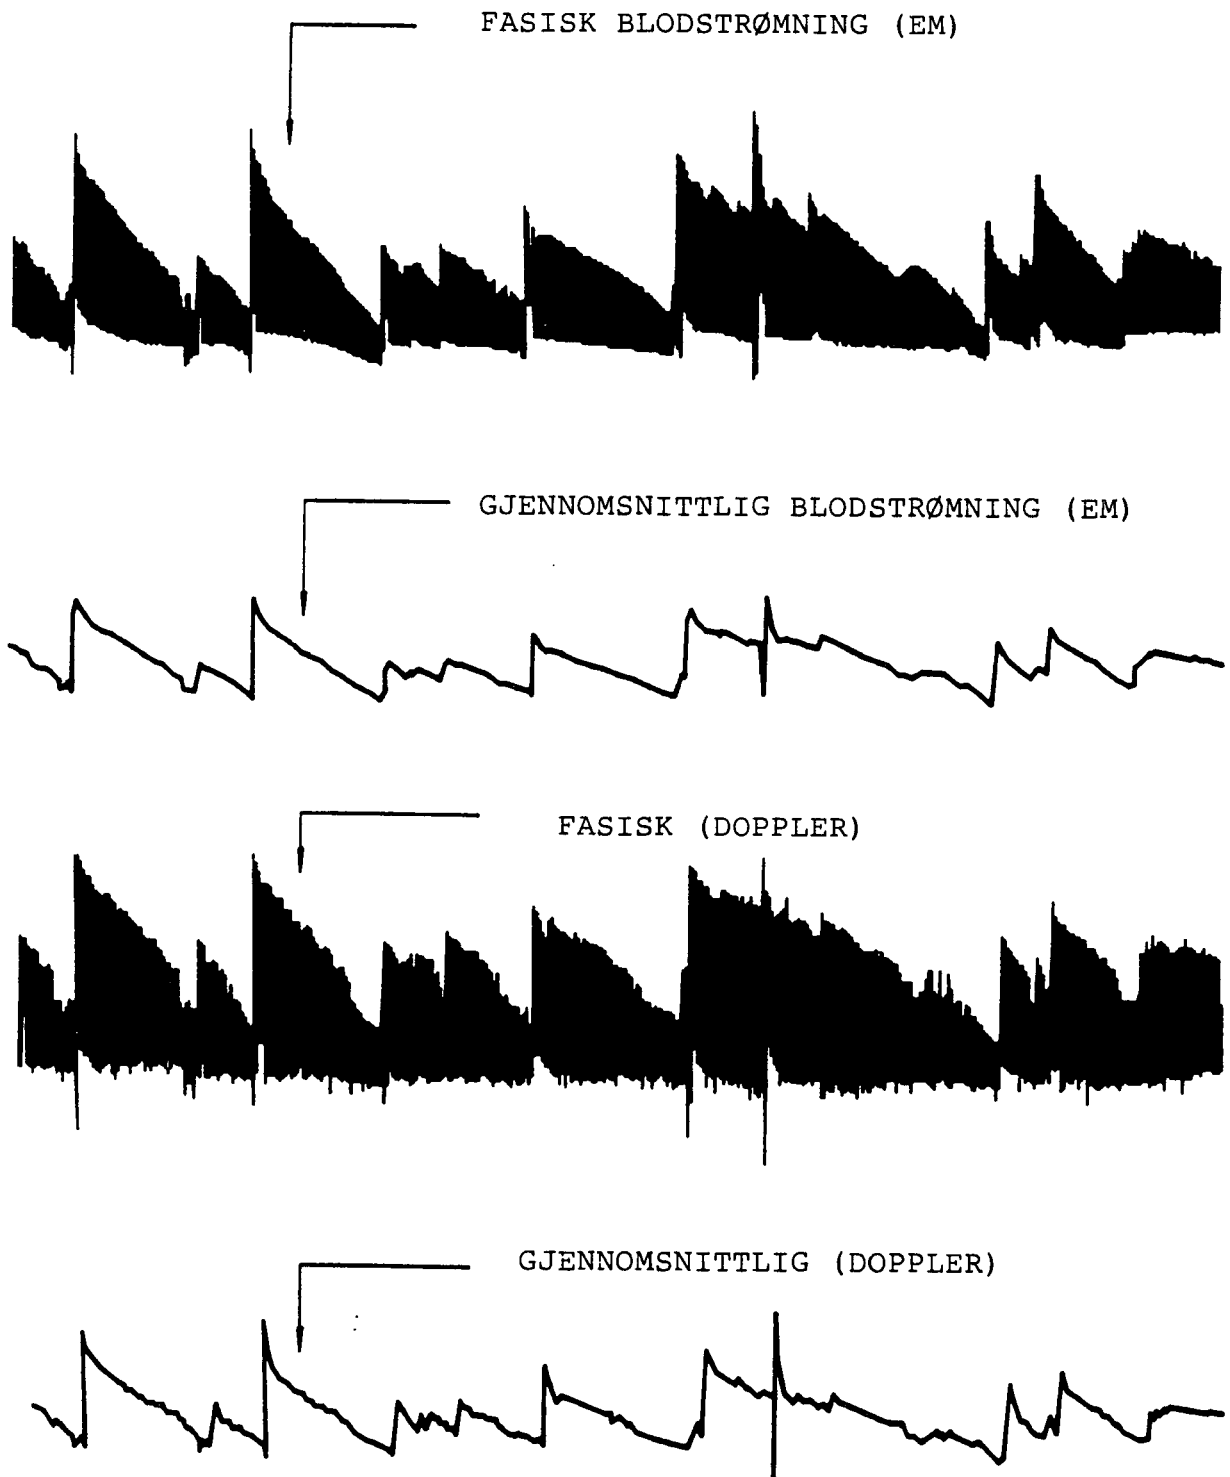 FASISK BLODSTRØMNING (EM)
GJENNOMSNITTLIG BLODSTRØMNING (EM)
FASISK (DOPPLER)
GJENNOMSNITTLIG (DOPPLER)